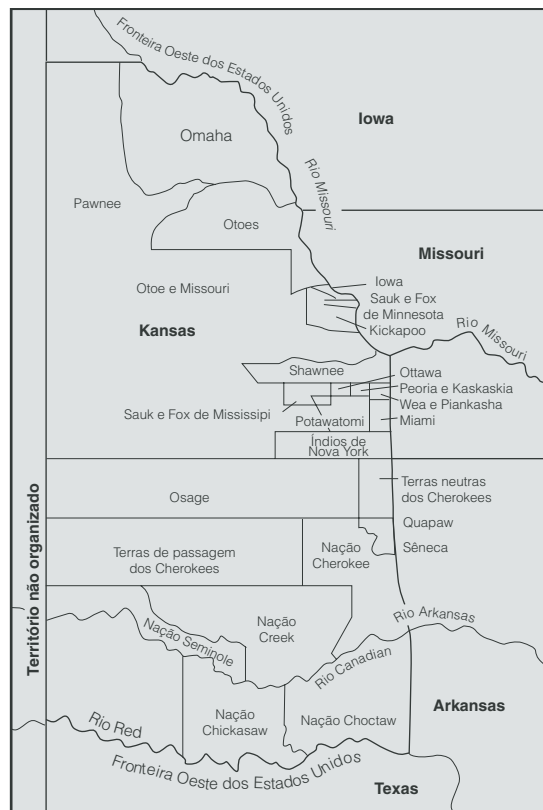 Fronteira Oeste dos Estados Unidos
Iowa
Omaha
Rio Missouri
Pawnee
Otoes
Missouri
Otoe e Missouri
Iowa
Sauk e Fox
de Minnesota
Kickapoo
Kansas
Rio Missouri
Shawnee
Ottawa
Peoria e Kaskaskia
Wea e Piankasha
Miami
Sauk e Fox de Mississipi
Potawatomi
Índios de
Nova York
Osage
Terras neutras
dos Cherokees
Quapaw
Sêneca
Terras de passagem
dos Cherokees
Nação
Cherokee
Território não organizado
Nação
Creek
Nação Seminole
Rio Arkansas
Rio Canadian
Rio Red
Nação
Chickasaw
Nação Choctaw
Arkansas
Fronteira Oeste dos Estados Unidos
Texas